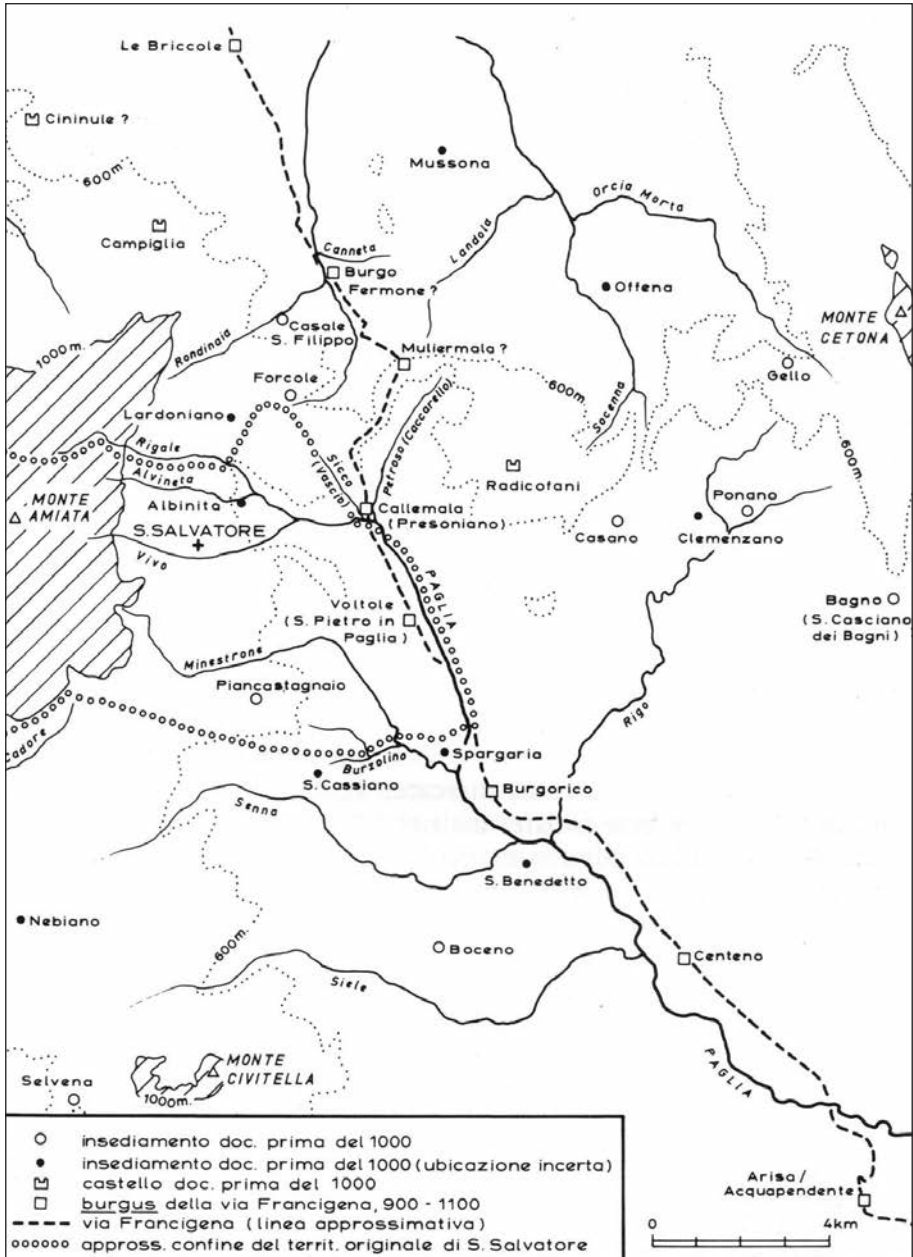 Le Briccole
Cininule ?
600m.
Mussona
Campiglia
Canneta
Landola
Orcia Morta
Burgo
Fermone ?
Offena
MONTE
CETONA
1000m.
Rondinaia
Casale
S. Filippo
Muliermala ?
Forcole
600m.
Gello
Lardoniano
Socenna
Petroso (Caccarello)
Rigale
Sicco
(Vascio)
Radicofani
600m.
Alvineta
MONTE
AMIATA
Albinita
Callemala
(Presoniano)
Ponano
S.SALVATORE
Casano
Clemenzano
Vivo
PAGLIA
Voltole
(S. Pietro in
Paglia)
Bagno
(S. Casciano
dei Bagni)
Minestrone
Piancastagnaio
Rigo
Cadore
Spargaria
Burzolino
S. Cassiano
Burgorico
Senna
S. Benedetto
Nebiano
600m.
Boceno
Centeno
Siele
MONTE
CIVITELLA
PAGLIA
Selvena
1000m.
insediamento doc. prima del 1000
insediamento doc. prima del 1000 (ubicazione incerta)
castello doc. prima del 1000
burgus della via Francigena, 900 - 1100
via Francigena (linea approssimativa)
appross. confine del territ. originale di S. Salvatore
Arisa/
Acquapendente
0 4km